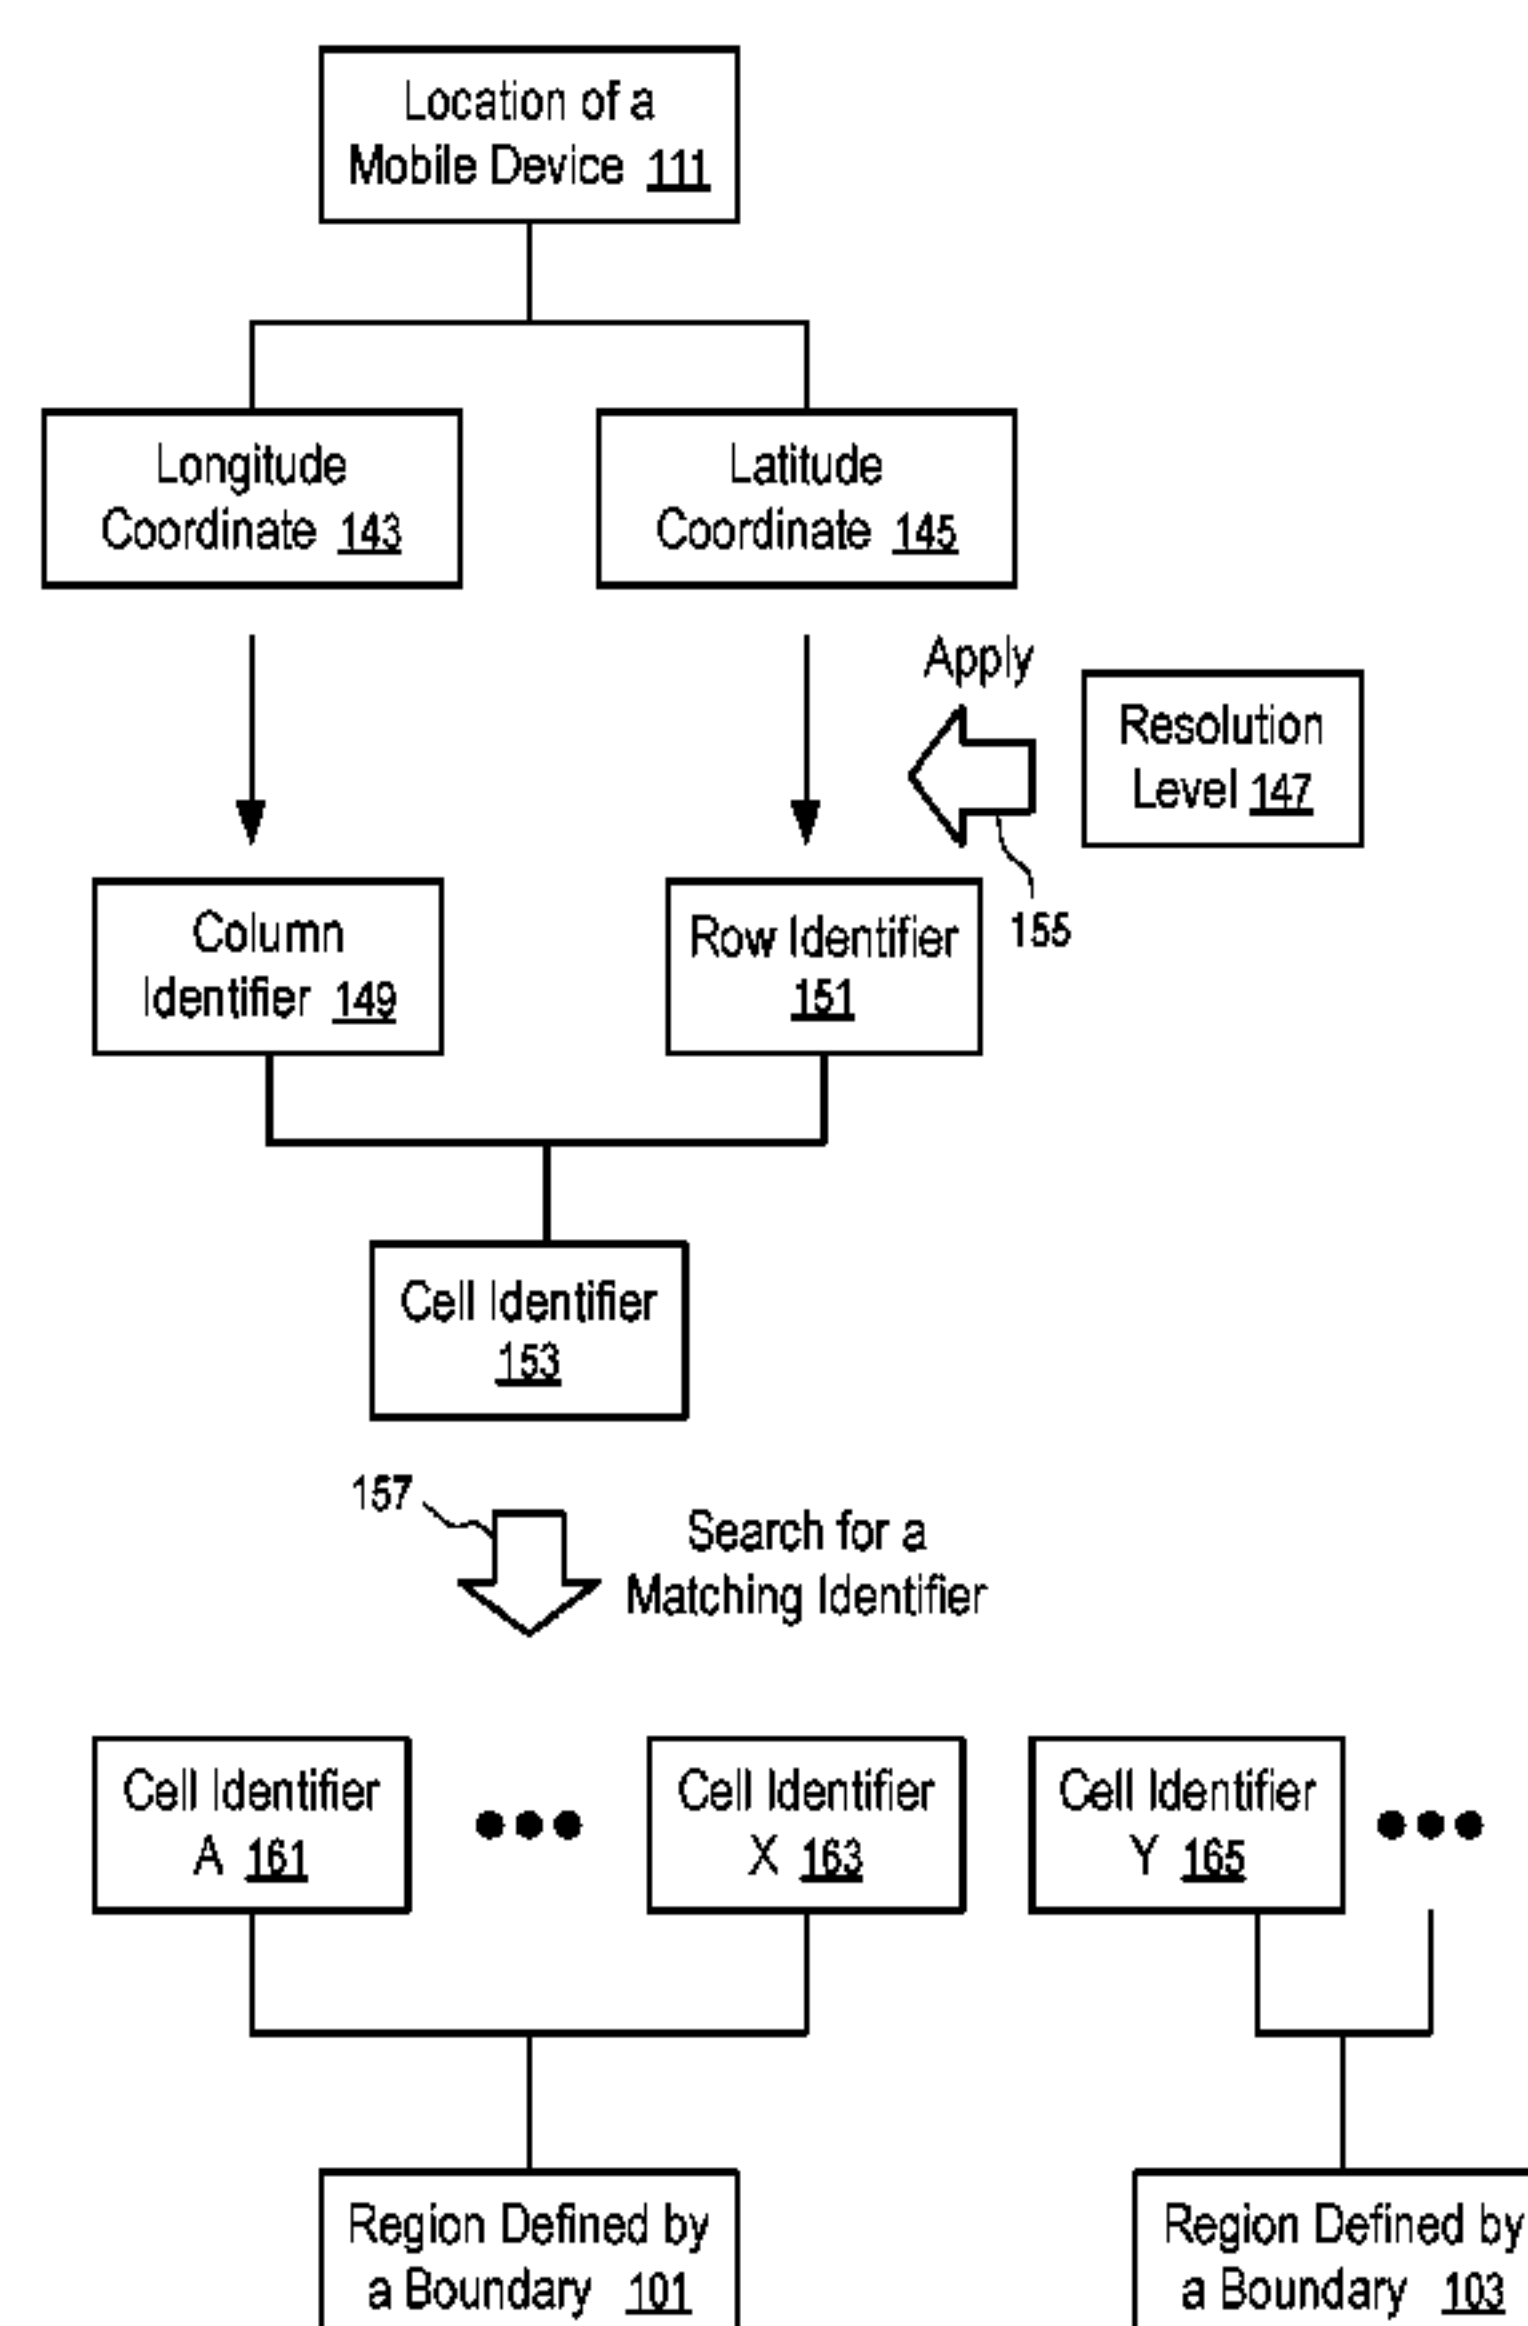 Location of a
Mobile Device 111
Longitude
Coordinate 143
Latitude
Coordinate 145
Apply
Resolution
Level 147
155
Column
Identifier 149
Row Identifier
151
Cell Identifier
153
157
Search for a
Matching Identifier
Cell Identifier
A 161
Cell Identifier
X 163
Cell Identifier
Y 165
Region Defined by
a Boundary 101
Region Defined by
a Boundary 103